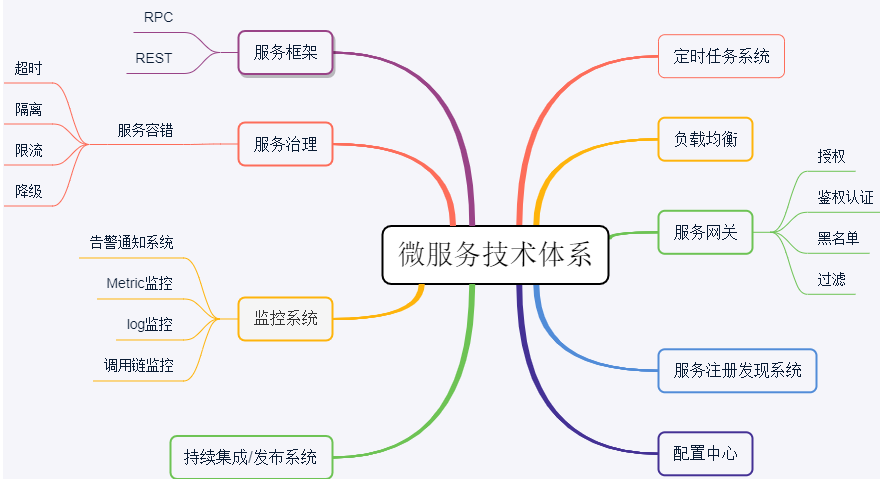 微服务技术体系
服务框架
RPC
REST
服务治理
服务容错
超时
隔离
限流
降级
监控系统
告警通知系统
Metric监控
log监控
调用链监控
持续集成/发布系统
定时任务系统
负载均衡
服务网关
授权
鉴权认证
黑名单
过滤
服务注册发现系统
配置中心